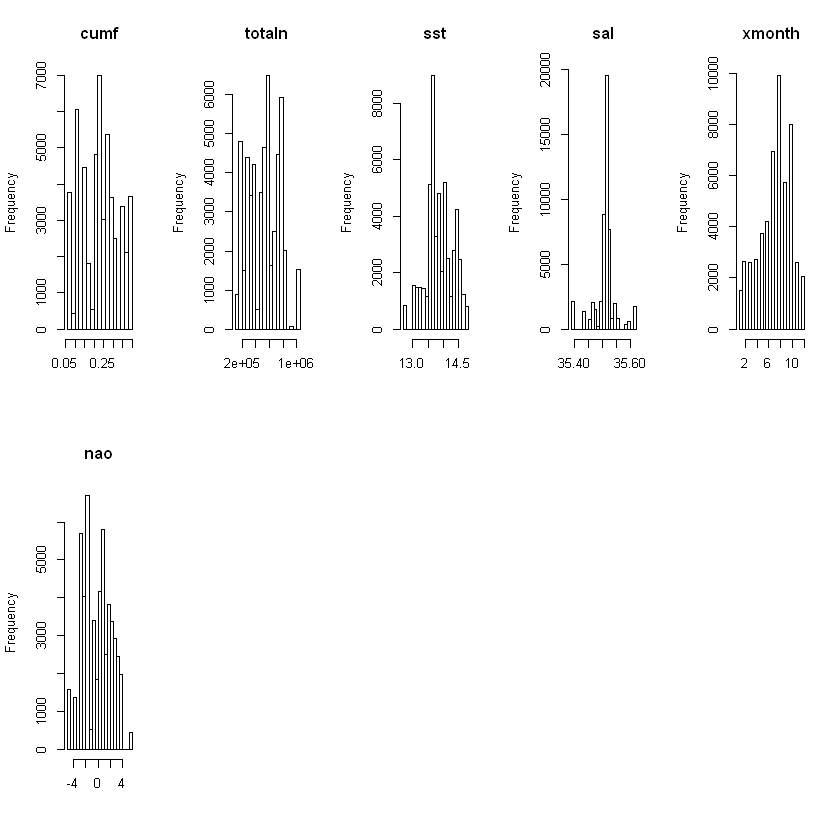 cumf
Frequency
0 1000 3000 5000 7000
0.05 0.25
totaln
Frequency
0 1000 2000 3000 4000 5000 6000
2e+05 1e+06
sst
Frequency
0 2000 4000 6000 8000
13.0 14.5
sal
Frequency
0 5000 10000 15000 20000
35.40 35.60
xmonth
Frequency
0 2000 4000 6000 8000 10000
2 6 10
nao
Frequency
0 1000 3000 5000
-4 0 4